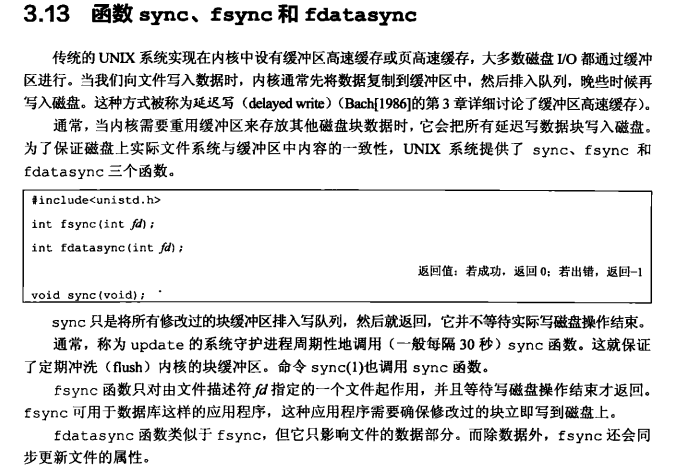 3.13 函数 sync、fsync 和 fdatasync
传统的 UNIX 系统实现在内核中设有缓冲区高速缓存或页高速缓存，大多数磁盘 I/O 都通过缓冲
区进行。当我们向文件写入数据时，内核通常先将数据复制到缓冲区中，然后排入队列，晚些时候再
写入磁盘。这种方式被称为延迟写（delayed write）（Bach[1986]的第 3 章详细讨论了缓冲区高速缓存）。
通常，当内核需要重用缓冲区来存放其他磁盘块数据时，它会把所有延迟写数据块写入磁盘。
为了保证磁盘上实际文件系统与缓冲区中内容的一致性，UNIX 系统提供了 sync、fsync 和
fdatasync 三个函数。
#include<unistd.h>
int fsync(int fd);
int fdatasync(int fd);
返回值：若成功，返回 0；若出错，返回−1
void sync(void);
sync 只是将所有修改过的块缓冲区排入写队列，然后就返回，它并不等待实际写磁盘操作结束。
通常，称为 update 的系统守护进程周期性地调用（一般每隔 30 秒）sync 函数。这就保证
了定期冲洗（flush）内核的块缓冲区。命令 sync(1)也调用 sync 函数。
fsync 函数只对由文件描述符 fd 指定的一个文件起作用，并且等待写磁盘操作结束才返回。
fsync 可用于数据库这样的应用程序，这种应用程序需要确保修改过的块立即写到磁盘上。
fdatasync 函数类似于 fsync，但它只影响文件的数据部分。而除数据外，fsync 还会同
步更新文件的属性。